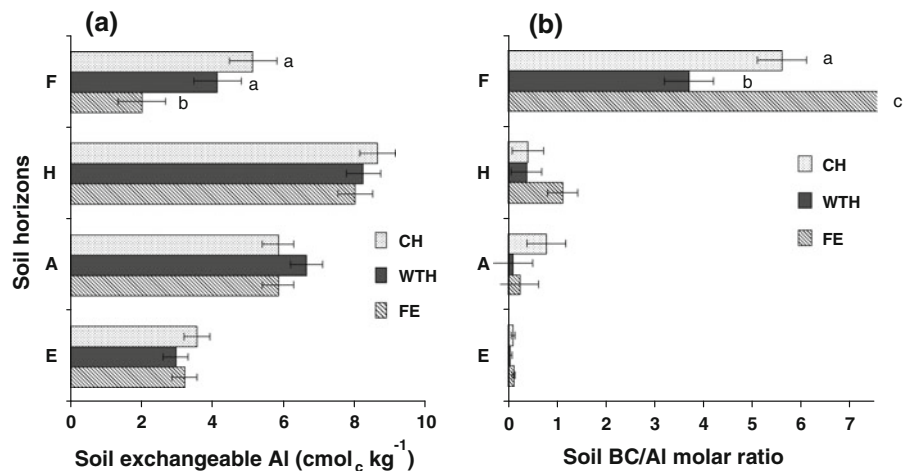 (a)
Soil horizons
F
H
A
E
a
a
b
CH
WTH
FE
0 2 4 6 8 10
Soil exchangeable Al (cmol_c kg⁻¹)
(b)
F
H
A
E
a
b
c
CH
WTH
FE
0 1 2 3 4 5 6 7
Soil BC/Al molar ratio